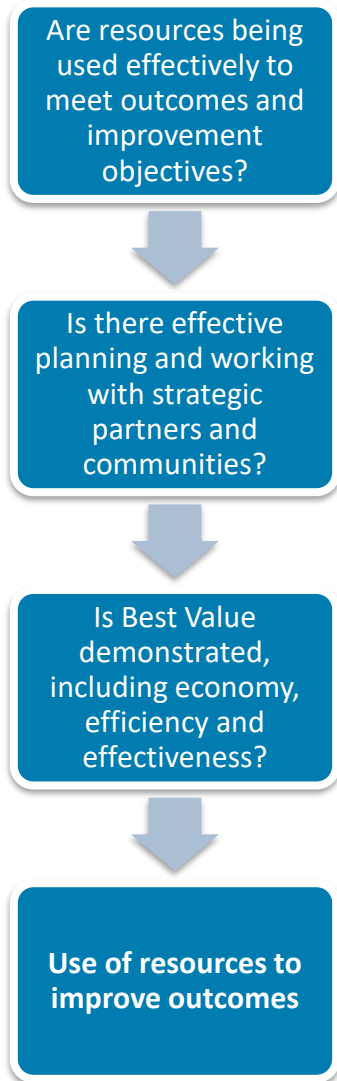 Are resources being
used effectively to
meet outcomes and
improvement
objectives?
Is there effective
planning and working
with strategic
partners and
communities?
Is Best Value
demonstrated,
including economy,
efficiency and
effectiveness?
Use of resources to
improve outcomes